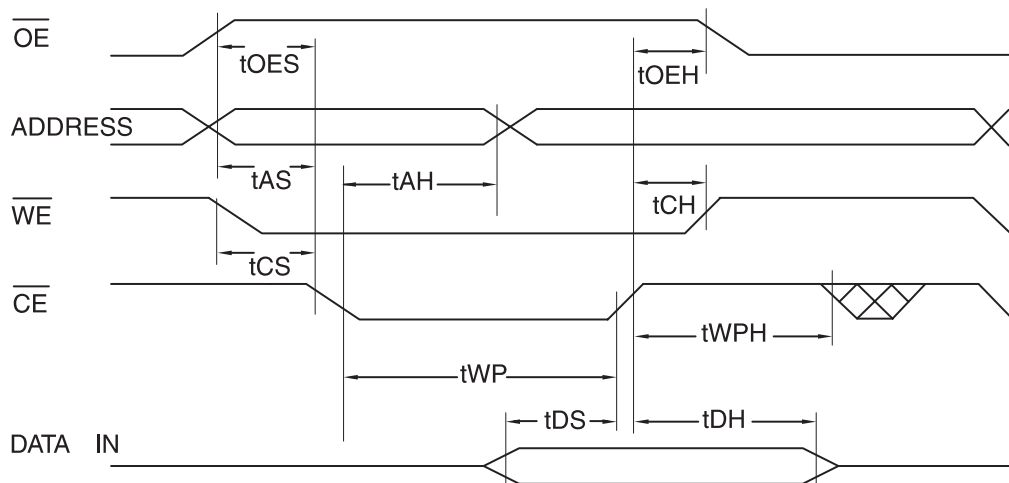 OE
tOES
tOEH
ADDRESS
tAS
tAH
tCH
WE
tCS
CE
tWPH
tWP
tDS
tDH
DATA IN